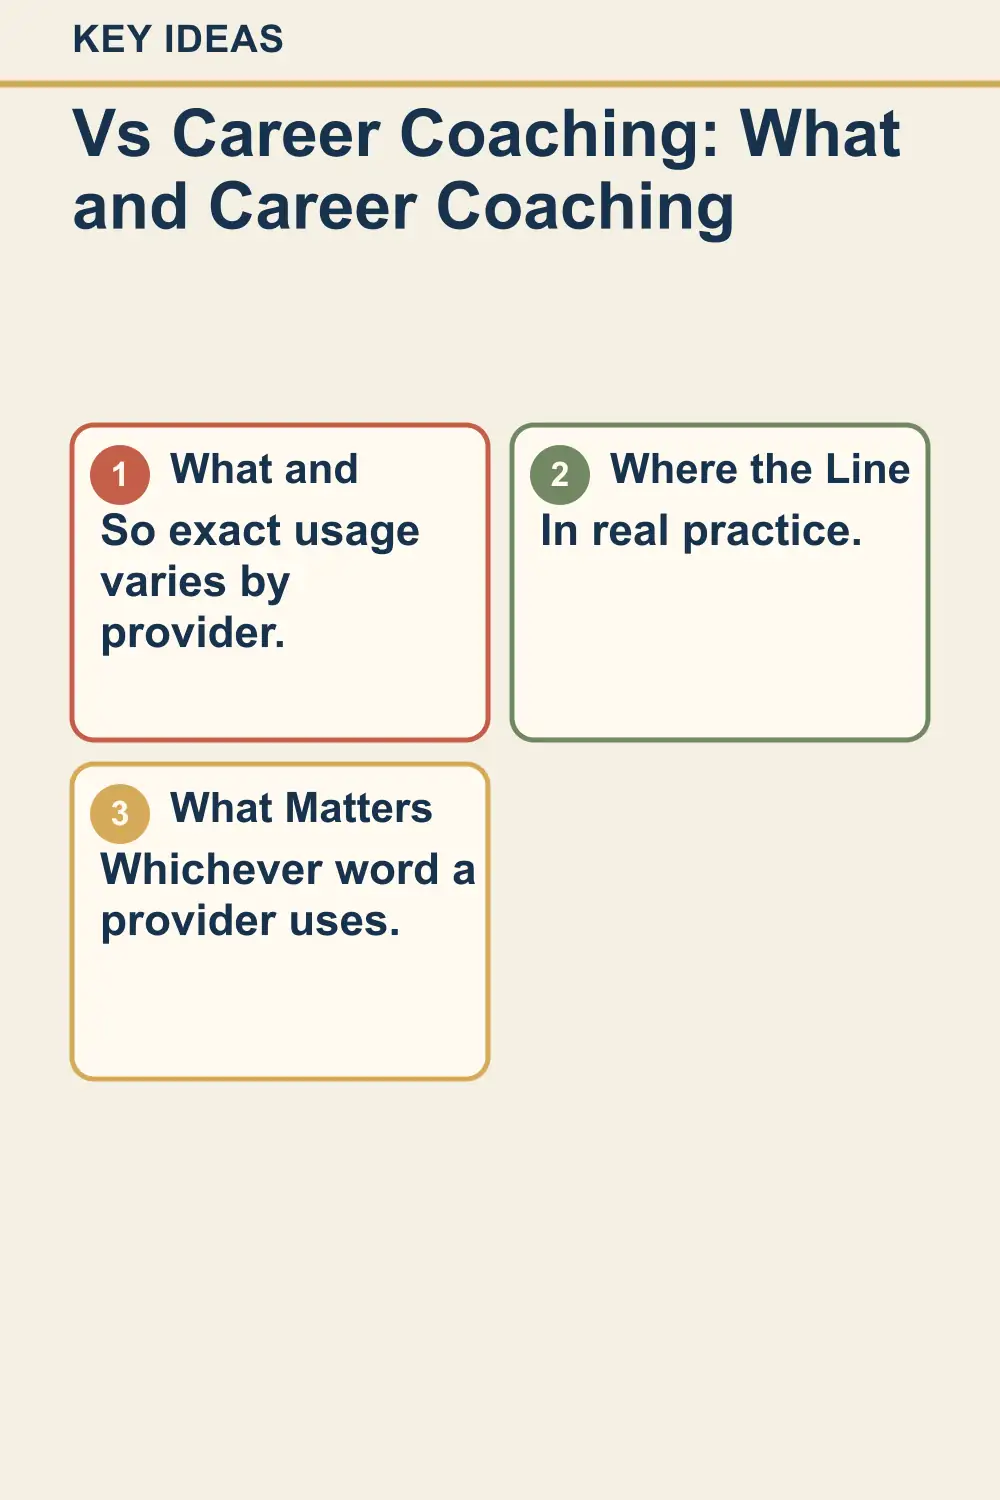 KEY IDEAS
Vs Career Coaching: What
and Career Coaching
1 What and
So exact usage
varies by
provider.
2 Where the Line
In real practice.
3 What Matters
Whichever word a
provider uses.